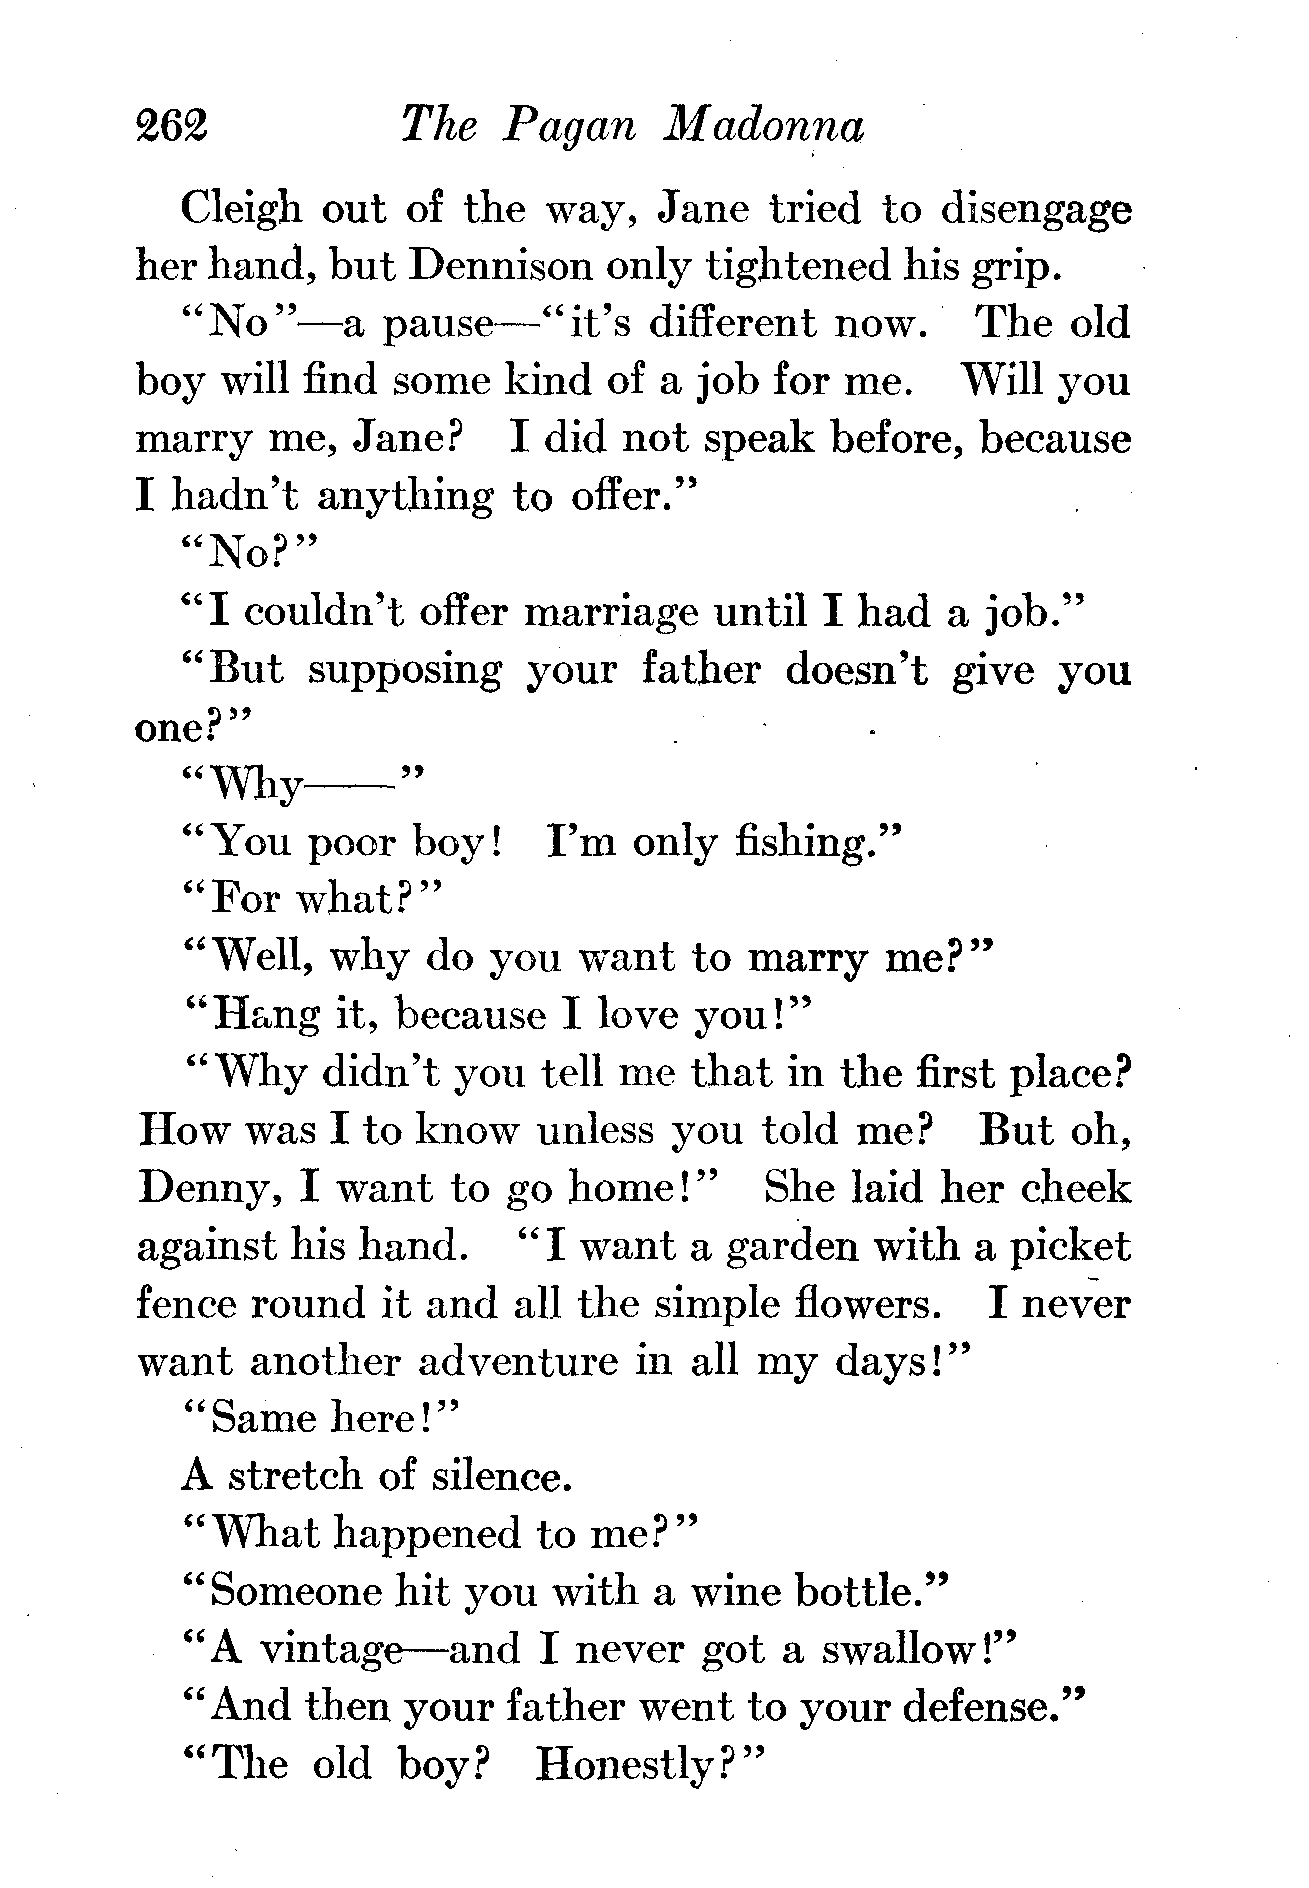 262 The Pagan Madonna
Cleigh out of the way, Jane tried to disengage
her hand, but Dennison only tightened his grip.
“No”—a pause—“it’s different now. The old
boy will find some kind of a job for me. Will you
marry me, Jane? I did not speak before, because
I hadn’t anything to offer.”
“No?”
“I couldn’t offer marriage until I had a job.”
“But supposing your father doesn’t give you
one?”
“Why——”
“You poor boy! I’m only fishing.”
“For what?”
“Well, why do you want to marry me?”
“Hang it, because I love you!”
“Why didn’t you tell me that in the first place?
How was I to know unless you told me? But oh,
Denny, I want to go home!” She laid her cheek
against his hand. “I want a garden with a picket
fence round it and all the simple flowers. I never
want another adventure in all my days!”
“Same here!”
A stretch of silence.
“What happened to me?”
“Someone hit you with a wine bottle.”
“A vintage—and I never got a swallow!”
“And then your father went to your defense.”
“The old boy? Honestly?”